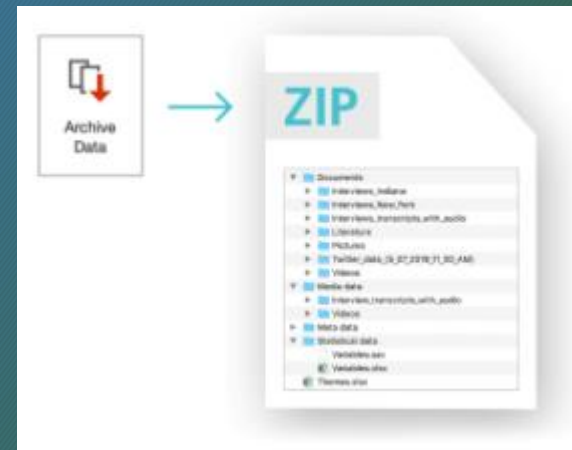 Archive
Data
ZIP
Documents
Interviews_Indiana
Interviews_New_York
Interviews_transcripts_with_audio
Literature
Pictures
Videos
Media data
Interview_transcripts_with_audio
Videos
Meta data
Statistical data
Variables.sav
Variables.xlsx
Themes.xlsx